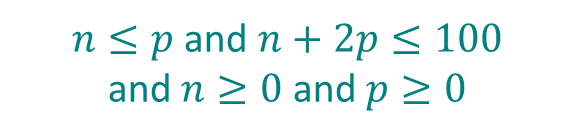 n ≤ p and n + 2p ≤ 100
and n ≥ 0 and p ≥ 0